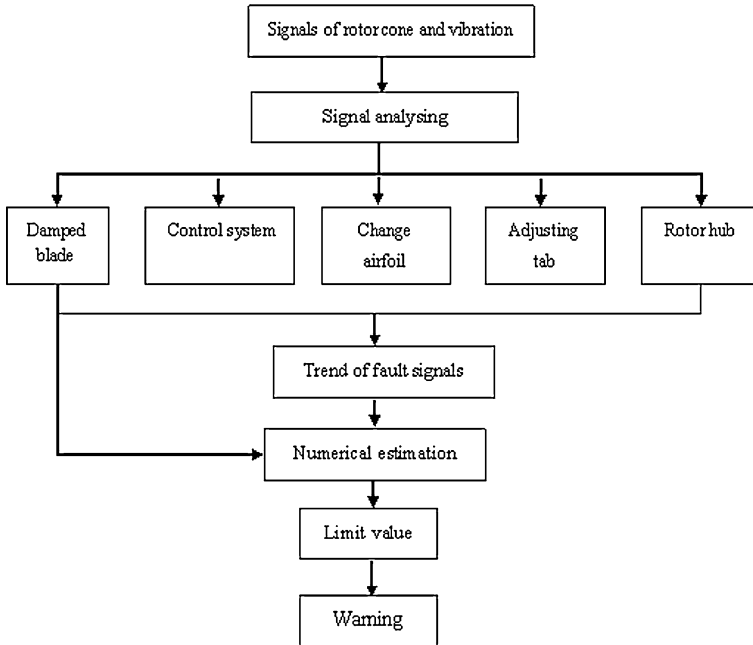 Signals of rotor cone and vibration
Signal analysing
Damped
blade
Control system
Change
airfoil
Adjusting
tab
Rotor hub
Trend of fault signals
Numerical estimation
Limit value
Warning